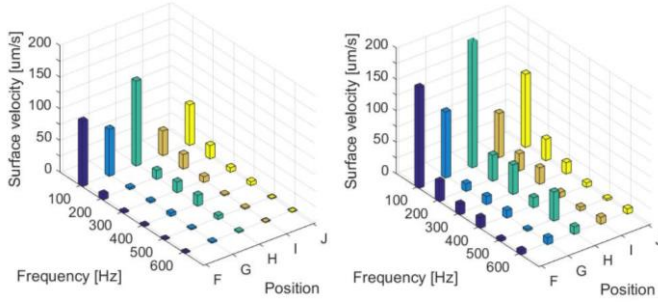 Surface velocity [um/s]
200
150
100
50
0
100
200
300
400
500
600
Frequency [Hz]
F
G
H
I
J
Position
Surface velocity [um/s]
200
150
100
50
0
100
200
300
400
500
600
Frequency [Hz]
F
G
H
I
J
Position